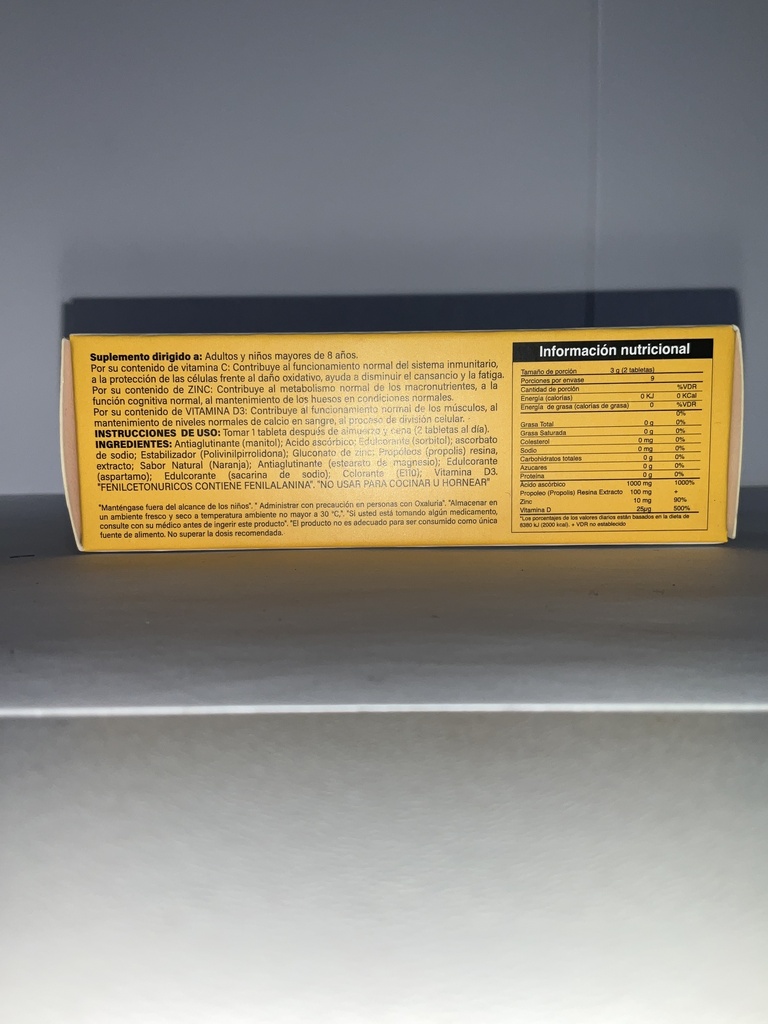 Suplemento dirigido a: Adultos y niños mayores de 8 años.
Por su contenido de vitamina C: Contribuye al funcionamiento normal del sistema inmunitario,
a la protección de las células frente al daño oxidativo, ayuda a disminuir el cansancio y la fatiga.
Por su contenido de ZINC: Contribuye al metabolismo normal de los macronutrientes, a la
función cognitiva normal, al mantenimiento de los huesos en condiciones normales.
Por su contenido de VITAMINA D3: Contribuye al funcionamiento normal de los músculos, al
mantenimiento de niveles normales de calcio en sangre, al proceso de división celular.
INSTRUCCIONES DE USO: Tomar 1 tableta después de almuerzo y cena (2 tabletas al día).
INGREDIENTES: Antiaglutinante (manitol); Acido ascórbico; Edulcorante (sorbitol); ascorbato
de sodio; Estabilizador (Polivinilpirrolidona); Gluconato de zinc; Propóleos (propolis) resina,
extracto; Sabor Natural (Naranja); Antiaglutinante (estearato de magnesio); Edulcorante
(aspartamo); Edulcorante (sacarina de sodio); Colorante (E110); Vitamina D3.
"FENILCETONURICOS CONTIENE FENILALANINA". "NO USAR PARA COCINAR U HORNEAR"
"Manténgase fuera del alcance de los niños". " Administrar con precaución en personas con Oxaluria". "Almacenar en
un ambiente fresco y seco a temperatura ambiente no mayor a 30 °C,". "Si usted está tomando algún medicamento,
consulte con su médico antes de ingerir este producto". "El producto no es adecuado para ser consumido como única
fuente de alimento. No superar la dosis recomendada.
Información nutricional
Tamaño de porción 3 g (2 tabletas)
Porciones por envase 9
Cantidad de porción %VDR
Energía (calorías) 0 KJ 0 KCal
Energía de grasa (calorías de grasa) 0 %VDR
0%
Grasa Total 0 g 0%
Grasa Saturada 0 g 0%
Colesterol 0 mg 0%
Sodio 0 mg 0%
Carbohidratos totales 0 g 0%
Azucares 0 g 0%
Proteína 0 g 0%
Acido ascórbico 1000 mg 1000%
Propoleo (Propolis) Resina Extracto 100 mg +
Zinc 10 mg 90%
Vitamina D 25µg 500%
*Los porcentajes de los valores diarios están basados en la dieta de
8380 kJ (2000 kcal). + VDR no establecido